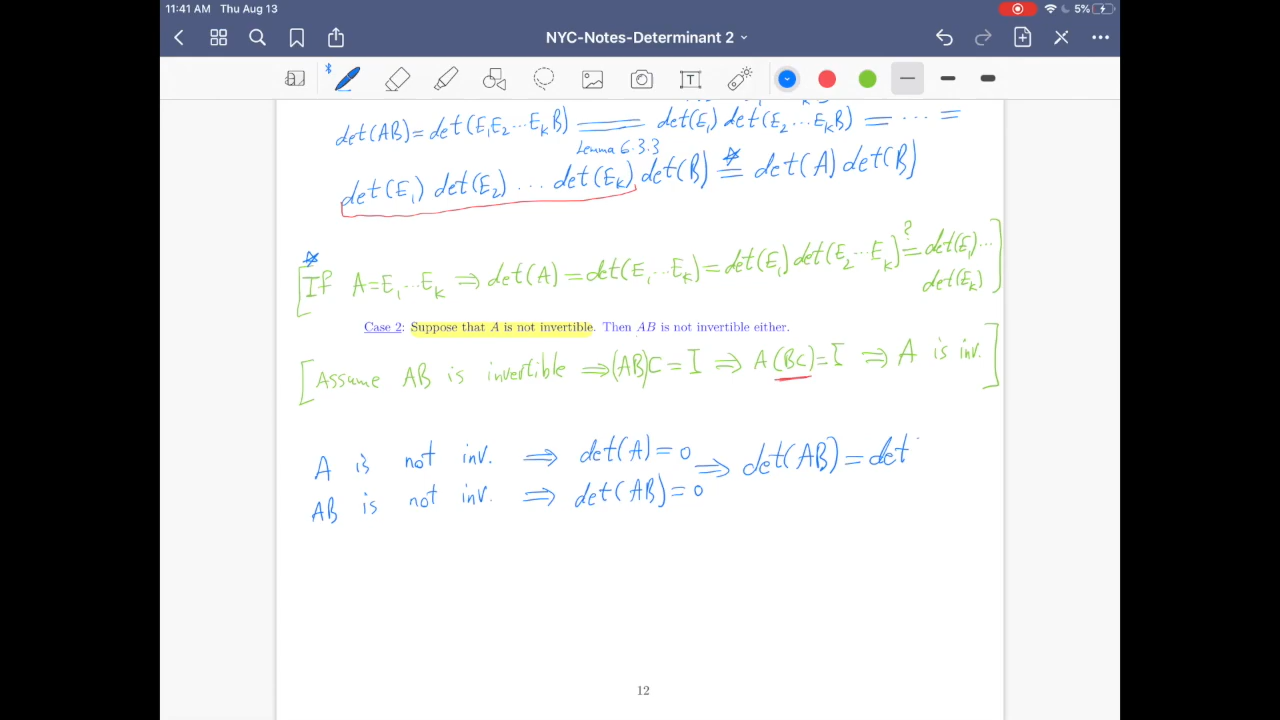 11:41 AM Thu Aug 13
5%
NYC-Notes-Determinant 2
det(AB) = det(E₁E₂ ⋯ EₖB) = det(E₁) det(E₂ ⋯ EₖB) = ⋯ =
Lemma 6.3.3
det(E₁) det(E₂) ... det(Eₖ) det(B) ☆= det(A) det(B)
☆
[If A=E₁⋯Eₖ ⇒ det(A) = det(E₁⋯Eₖ) = det(E₁) det(E₂⋯Eₖ) ?= det(E₁)⋯
det(Eₖ)]
Case 2: Suppose that A is not invertible. Then AB is not invertible either.
[Assume AB is invertible ⇒ (AB)C = I ⇒ A(BC) = I ⇒ A is inv.]
A is not inv. ⇒ det(A) = 0 ⇒ det(AB) = det
AB is not inv. ⇒ det(AB) = 0
12